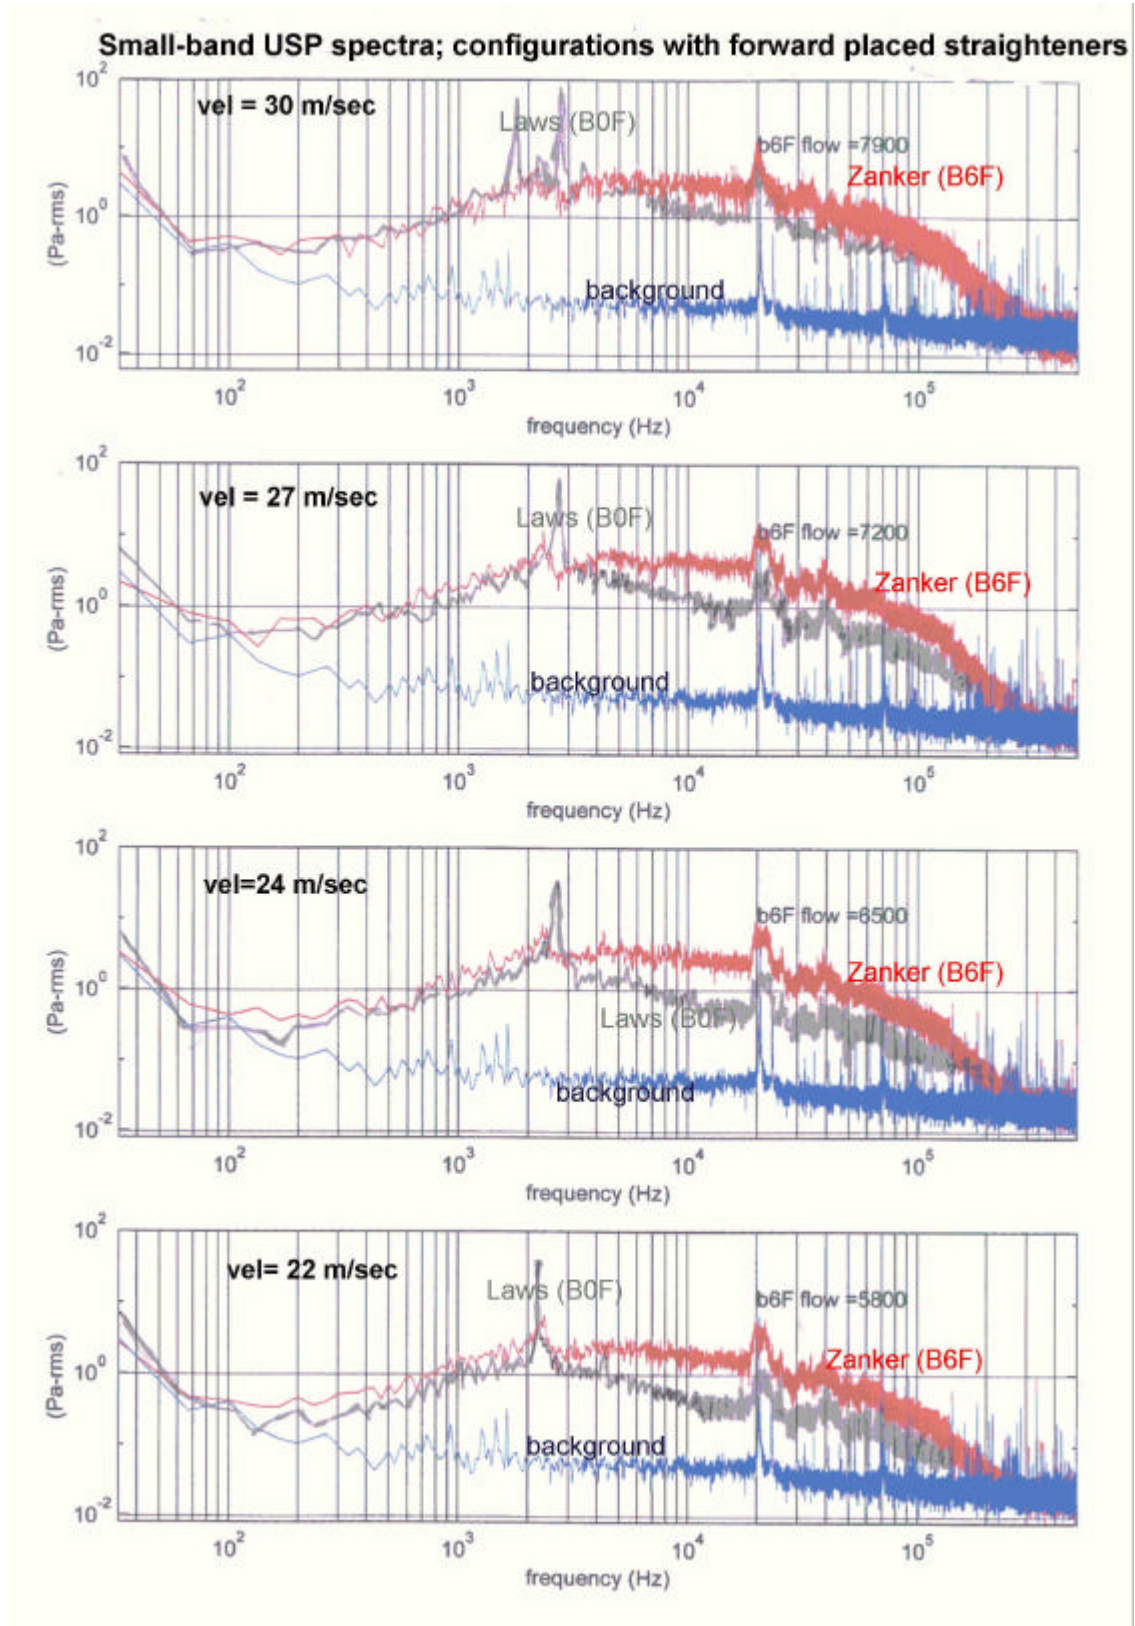 Small-band USP spectra; configurations with forward placed straighteners
10^2
vel = 30 m/sec
Laws (B0F)
b6F flow =7900
Zanker (B6F)
10^0
(Pa-rms)
background
10^-2
10^2 10^3 10^4 10^5
frequency (Hz)
10^2
vel = 27 m/sec
Laws (B0F)
b6F flow =7200
Zanker (B6F)
10^0
(Pa-rms)
background
10^-2
10^2 10^3 10^4 10^5
frequency (Hz)
10^2
vel=24 m/sec
b6F flow =6500
Zanker (B6F)
10^0
(Pa-rms)
Laws (B0F)
background
10^-2
10^2 10^3 10^4 10^5
frequency (Hz)
10^2
vel= 22 m/sec
Laws (B0F)
b6F flow =5800
Zanker (B6F)
10^0
(Pa-rms)
background
10^-2
10^2 10^3 10^4 10^5
frequency (Hz)